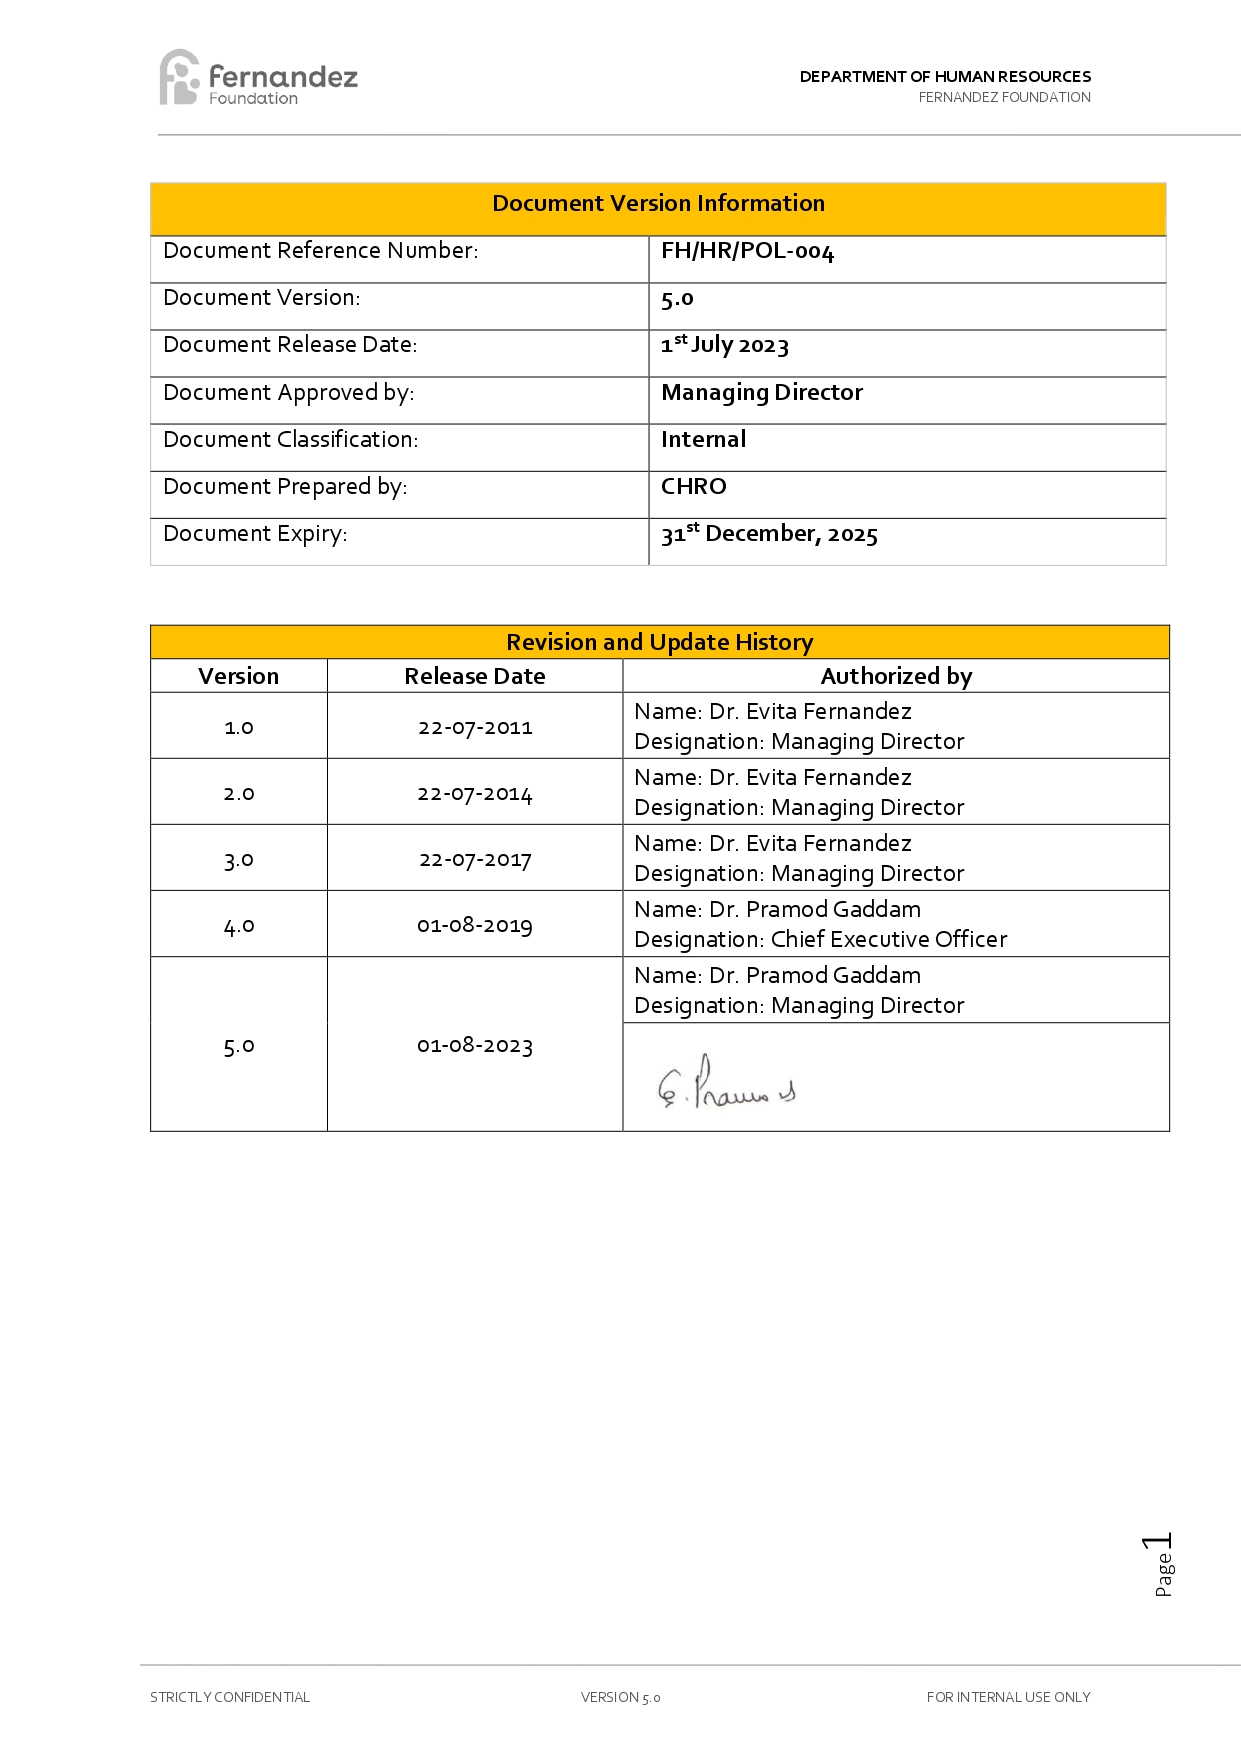 fernandez
Foundation
DEPARTMENT OF HUMAN RESOURCES
FERNANDEZ FOUNDATION
Document Version Information
Document Reference Number: FH/HR/POL-004
Document Version: 5.0
Document Release Date: 1st July 2023
Document Approved by: Managing Director
Document Classification: Internal
Document Prepared by: CHRO
Document Expiry: 31st December, 2025
Revision and Update History
Version Release Date Authorized by
1.0 22-07-2011 Name: Dr. Evita Fernandez
Designation: Managing Director
2.0 22-07-2014 Name: Dr. Evita Fernandez
Designation: Managing Director
3.0 22-07-2017 Name: Dr. Evita Fernandez
Designation: Managing Director
4.0 01-08-2019 Name: Dr. Pramod Gaddam
Designation: Chief Executive Officer
5.0 01-08-2023 Name: Dr. Pramod Gaddam
Designation: Managing Director
Page 1
STRICTLY CONFIDENTIAL VERSION 5.0 FOR INTERNAL USE ONLY